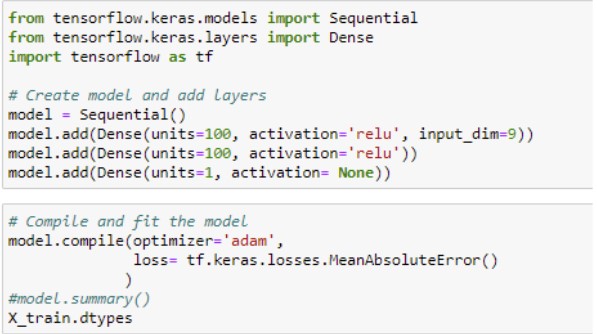 from tensorflow.keras.models import Sequential
from tensorflow.keras.layers import Dense
import tensorflow as tf

# Create model and add layers
model = Sequential()
model.add(Dense(units=100, activation='relu', input_dim=9))
model.add(Dense(units=100, activation='relu'))
model.add(Dense(units=1, activation= None))

# Compile and fit the model
model.compile(optimizer='adam',
              loss= tf.keras.losses.MeanAbsoluteError()
             )
#model.summary()
X_train.dtypes